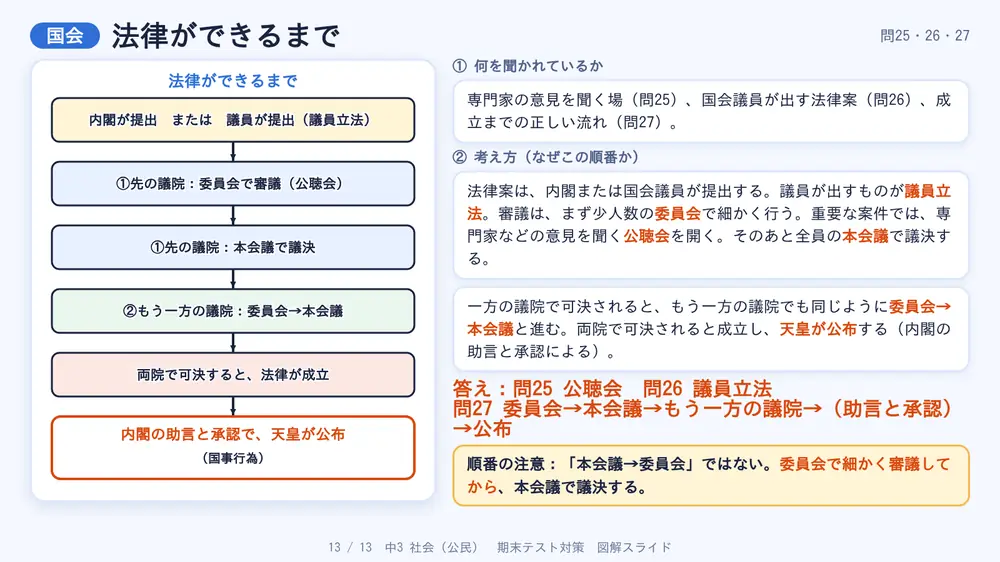 国会 法律ができるまで
問25・26・27
法律ができるまで
内閣が提出　または　議員が提出（議員立法）
①先の議院：委員会で審議（公聴会）
①先の議院：本会議で議決
②もう一方の議院：委員会→本会議
両院で可決すると、法律が成立
内閣の助言と承認で、天皇が公布
（国事行為）
① 何を聞かれているか
専門家の意見を聞く場（問25）、国会議員が出す法律案（問26）、成
立までの正しい流れ（問27）。
② 考え方（なぜこの順番か）
法律案は、内閣または国会議員が提出する。議員が出すものが議員立
法。審議は、まず少人数の委員会で細かく行う。重要な案件では、専
門家などの意見を聞く公聴会を開く。そのあと全員の本会議で議決す
る。
一方の議院で可決されると、もう一方の議院でも同じように委員会→
本会議と進む。両院で可決されると成立し、天皇が公布する（内閣の
助言と承認による）。
答え：問25 公聴会　問26 議員立法
問27 委員会→本会議→もう一方の議院→（助言と承認）
→公布
順番の注意：「本会議→委員会」ではない。委員会で細かく審議して
から、本会議で議決する。
13 / 13　中3 社会（公民）　期末テスト対策　図解スライド